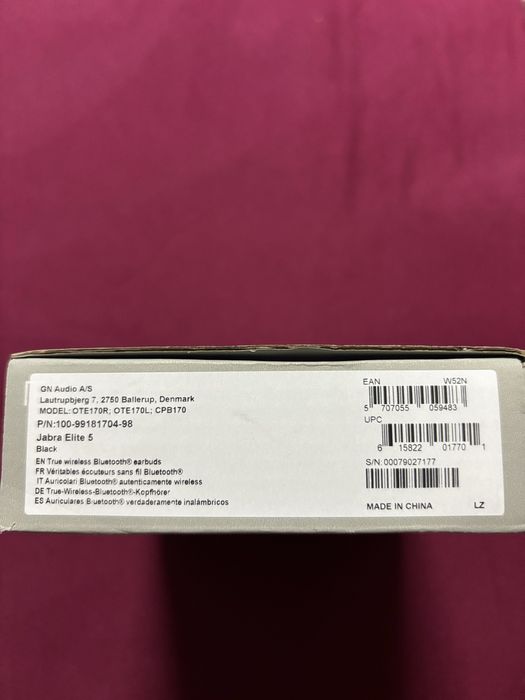 GN Audio A/S
Lautrupbjerg 7, 2750 Ballerup, Denmark
MODEL: OTE170R; OTE170L; CPB170
P/N:100-99181704-98
Jabra Elite 5
Black
EN True wireless Bluetooth® earbuds
FR Véritables écouteurs sans fil Bluetooth®
IT Auricolari Bluetooth® autenticamente wireless
DE True-Wireless-Bluetooth®-Kopfhörer
ES Auriculares Bluetooth® verdaderamente inalámbricos
EAN W52N
5 707055 059483
UPC
6 15822 01770 1
S/N:00079027177
MADE IN CHINA LZ